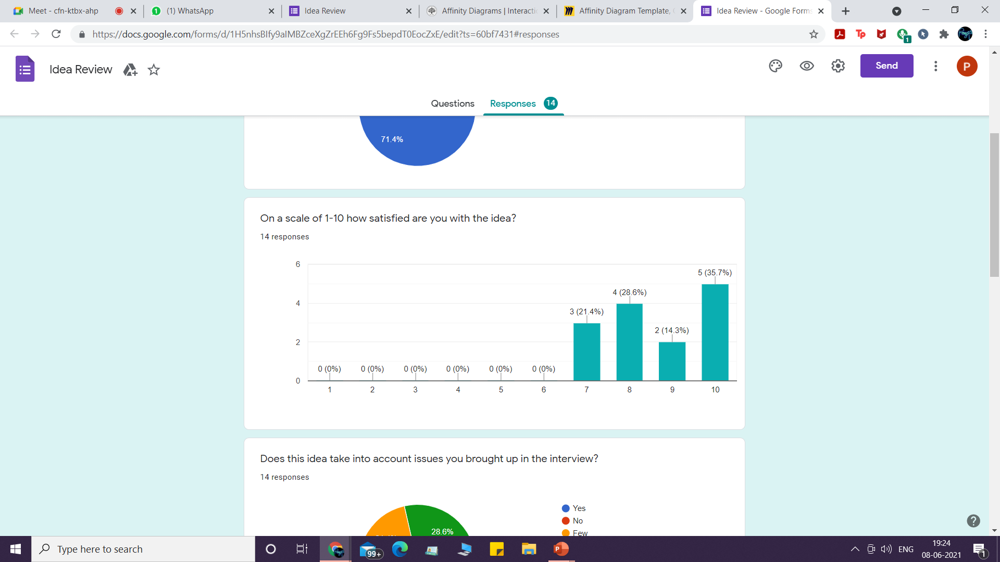 Meet - cfn-ktbx-ahp
(1) WhatsApp
Idea Review
Affinity Diagrams | Interacti
Affinity Diagram Template,
Idea Review - Google Forms
https://docs.google.com/forms/d/1H5nhsBIfy9aIMBZceXgZrEEh6Fg9Fs5bepdT0EocZxE/edit?ts=60bf7431#responses
Idea Review
Send
P
Questions
Responses 14
71.4%
On a scale of 1-10 how satisfied are you with the idea?
14 responses
6
4
2
0
0 (0%) 0 (0%) 0 (0%) 0 (0%) 0 (0%) 0 (0%) 3 (21.4%) 4 (28.6%) 2 (14.3%) 5 (35.7%)
1 2 3 4 5 6 7 8 9 10
Does this idea take into account issues you brought up in the interview?
14 responses
28.6%
Yes
No
Few
Type here to search
99+
ENG
19:24
08-06-2021
1